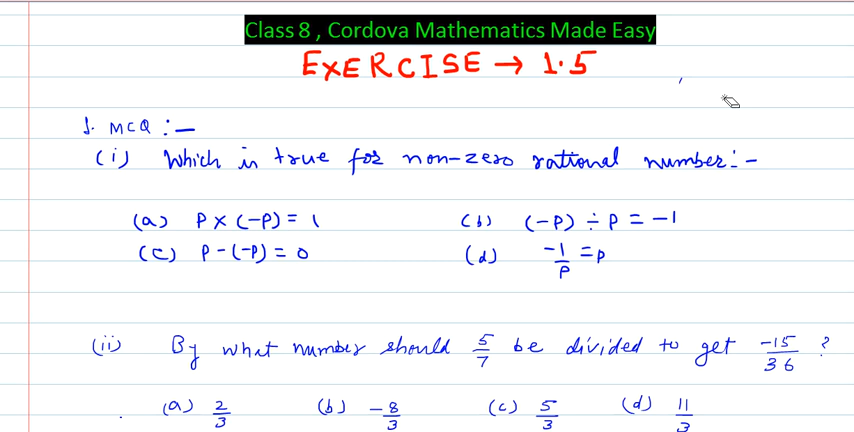 Class 8 , Cordova Mathematics Made Easy
EXERCISE → 1.5
1. MCQ :-
(i) Which is true for non-zero rational number:-
(a) P × (-P) = 1 (b) (-P) ÷ P = -1
(c) P - (-P) = 0 (d) -1/P = P
(ii) By what number should 5/7 be divided to get -15/36 ?
(a) 2/3 (b) -8/3 (c) 5/3 (d) 11/3